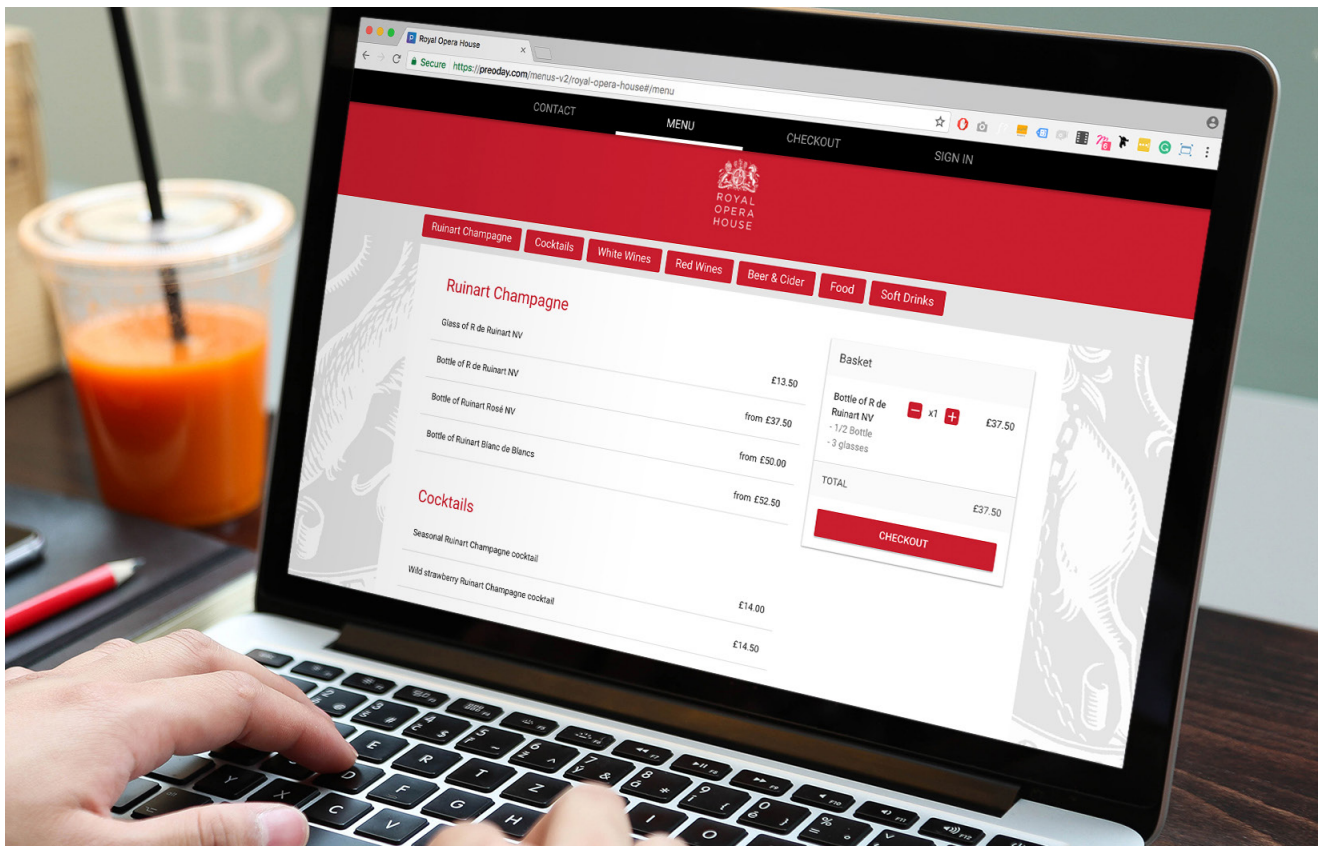 Royal Opera House
Secure https://preoday.com/menus-v2/royal-opera-house#/menu
CONTACT MENU CHECKOUT SIGN IN
ROYAL
OPERA
HOUSE
Ruinart Champagne Cocktails White Wines Red Wines Beer & Cider Food Soft Drinks
Ruinart Champagne
Glass of R de Ruinart NV £13.50
Bottle of R de Ruinart NV from £37.50
Bottle of Ruinart Rosé NV from £50.00
Bottle of Ruinart Blanc de Blancs from £52.50
Cocktails
Seasonal Ruinart Champagne cocktail £14.00
Wild strawberry Ruinart Champagne cocktail £14.50
Basket
Bottle of R de
Ruinart NV x1 £37.50
- 1/2 Bottle
- 3 glasses
TOTAL £37.50
CHECKOUT
E R T Z I O
D F G H
Y X C V